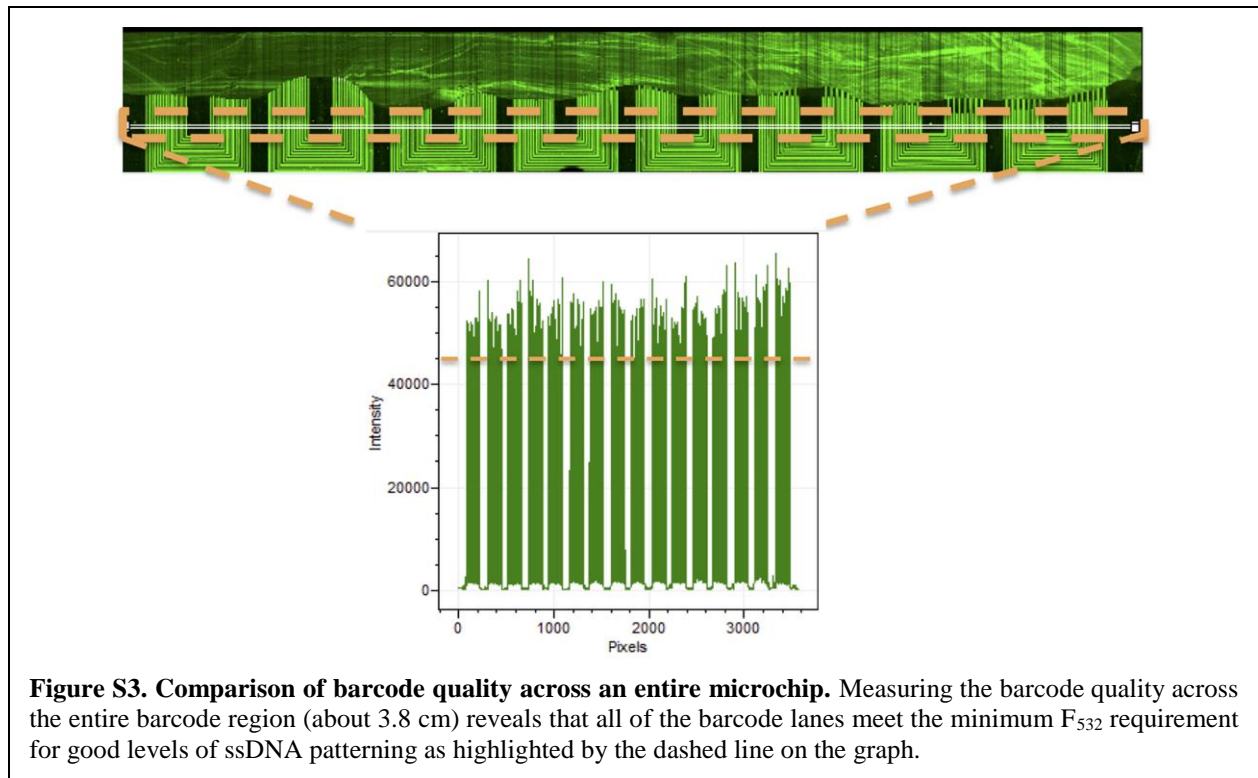 60000
40000
20000
0
Intensity
0
1000
2000
3000
Pixels
Figure S3. Comparison of barcode quality across an entire microchip. Measuring the barcode quality across
the entire barcode region (about 3.8 cm) reveals that all of the barcode lanes meet the minimum F532 requirement
for good levels of ssDNA patterning as highlighted by the dashed line on the graph.